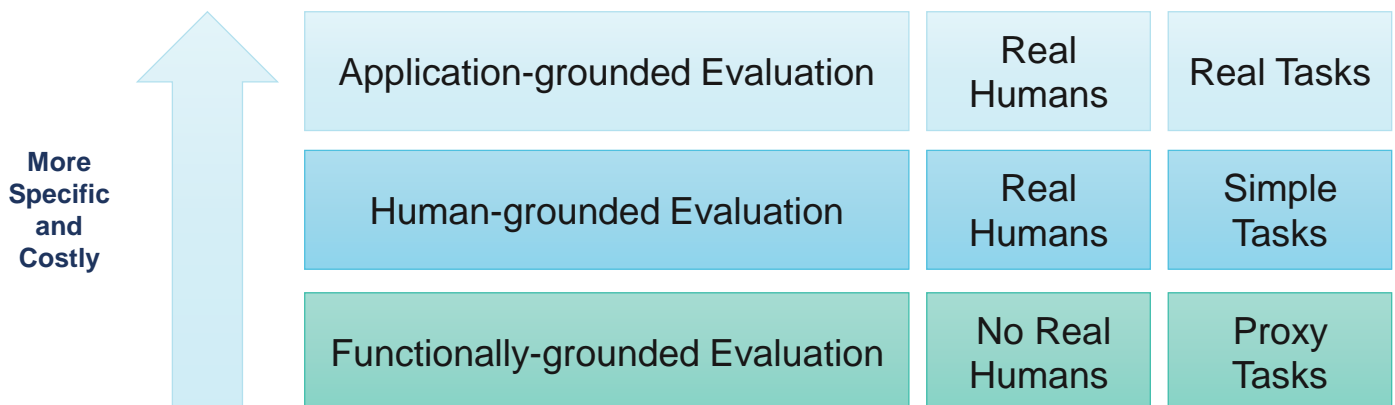 Application-grounded Evaluation
Real
Humans
Real Tasks
More
Specific
and
Costly
Human-grounded Evaluation
Real
Humans
Simple
Tasks
Functionally-grounded Evaluation
No Real
Humans
Proxy
Tasks